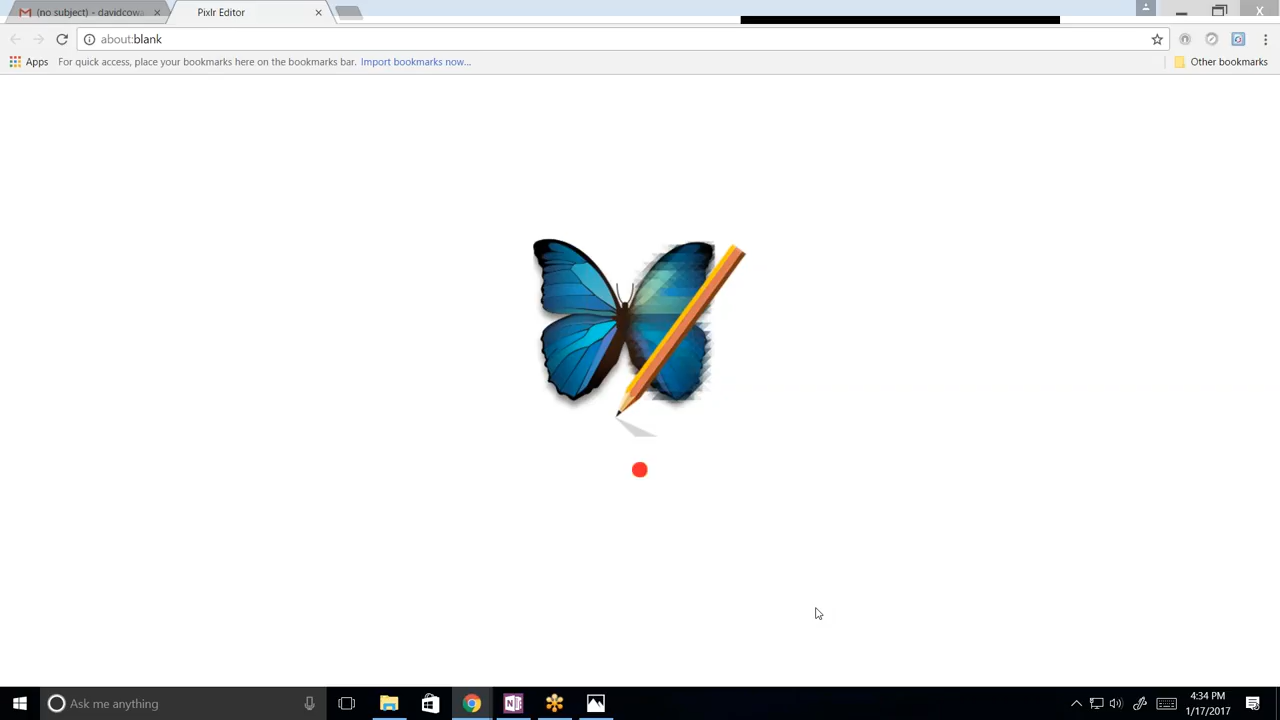 (no subject) - davidcowa
Pixlr Editor
about:blank
Apps
For quick access, place your bookmarks here on the bookmarks bar. Import bookmarks now...
Other bookmarks
Ask me anything
4:34 PM
1/17/2017